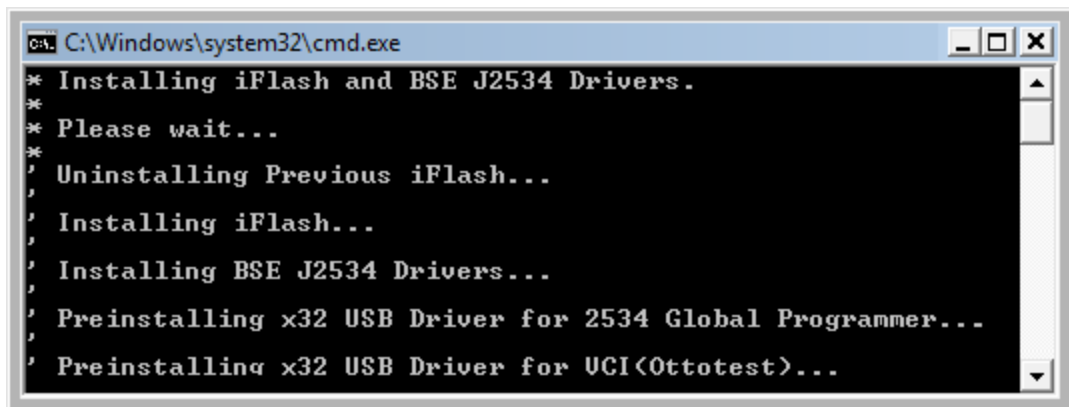 C:\Windows\system32\cmd.exe
* Installing iFlash and BSE J2534 Drivers.
*
* Please wait...
*
' Uninstalling Previous iFlash...
'
' Installing iFlash...
'
' Installing BSE J2534 Drivers...
'
' Preinstalling x32 USB Driver for 2534 Global Programmer...
'
' Preinstalling x32 USB Driver for VCI(Ottotest)...